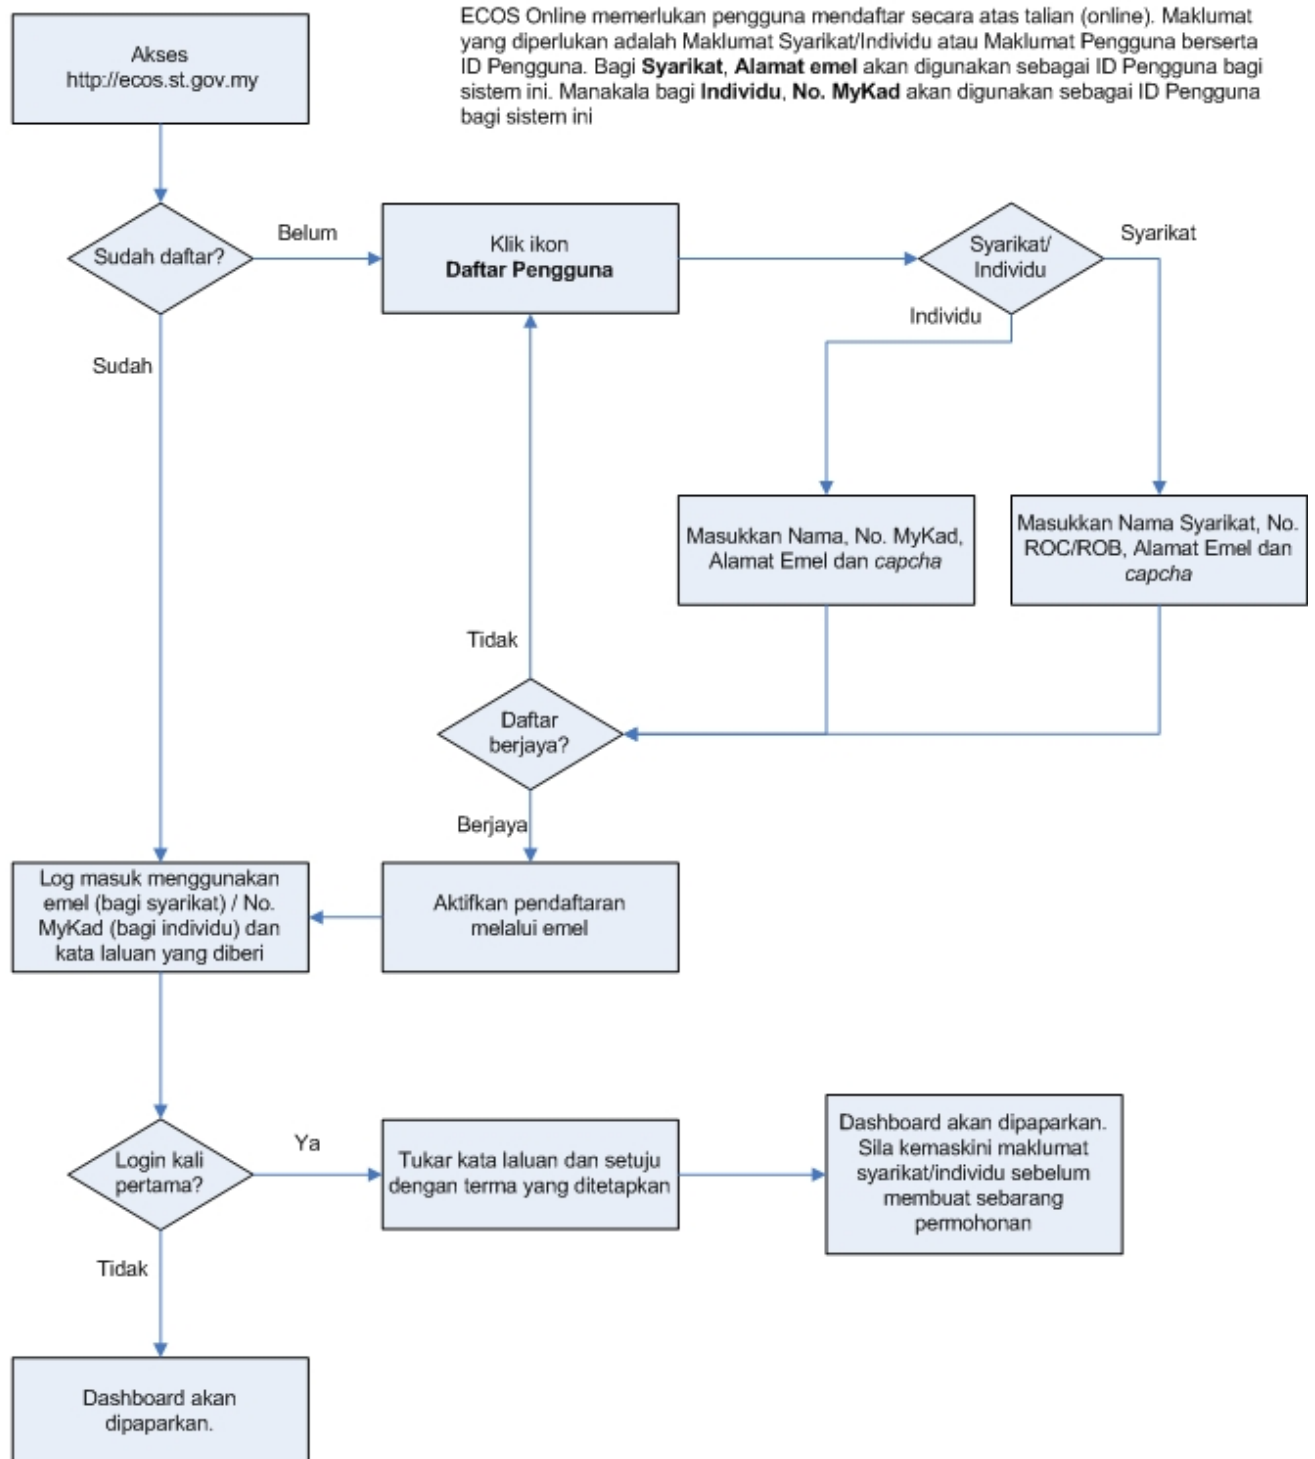 ECOS Online memerlukan pengguna mendaftar secara atas talian (online). Maklumat
yang diperlukan adalah Maklumat Syarikat/Individu atau Maklumat Pengguna berserta
ID Pengguna. Bagi Syarikat, Alamat emel akan digunakan sebagai ID Pengguna bagi
sistem ini. Manakala bagi Individu, No. MyKad akan digunakan sebagai ID Pengguna
bagi sistem ini
Akses
http://ecos.st.gov.my
Sudah daftar?
Belum
Klik ikon
Daftar Pengguna
Syarikat/
Individu
Syarikat
Individu
Sudah
Masukkan Nama, No. MyKad,
Alamat Emel dan capcha
Masukkan Nama Syarikat, No.
ROC/ROB, Alamat Emel dan
capcha
Tidak
Daftar
berjaya?
Berjaya
Log masuk menggunakan
emel (bagi syarikat) / No.
MyKad (bagi individu) dan
kata laluan yang diberi
Aktifkan pendaftaran
melalui emel
Login kali
pertama?
Ya
Tukar kata laluan dan setuju
dengan terma yang ditetapkan
Dashboard akan dipaparkan.
Sila kemaskini maklumat
syarikat/individu sebelum
membuat sebarang
permohonan
Tidak
Dashboard akan
dipaparkan.